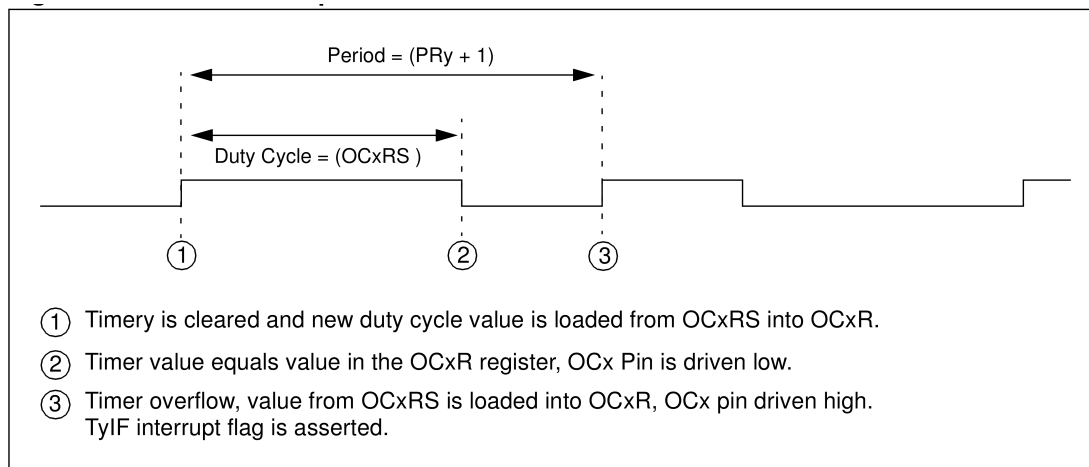 Period = (PRy + 1)
Duty Cycle = (OCxRS )
1 2 3
1 Timery is cleared and new duty cycle value is loaded from OCxRS into OCxR.
2 Timer value equals value in the OCxR register, OCx Pin is driven low.
3 Timer overflow, value from OCxRS is loaded into OCxR, OCx pin driven high.
TyIF interrupt flag is asserted.